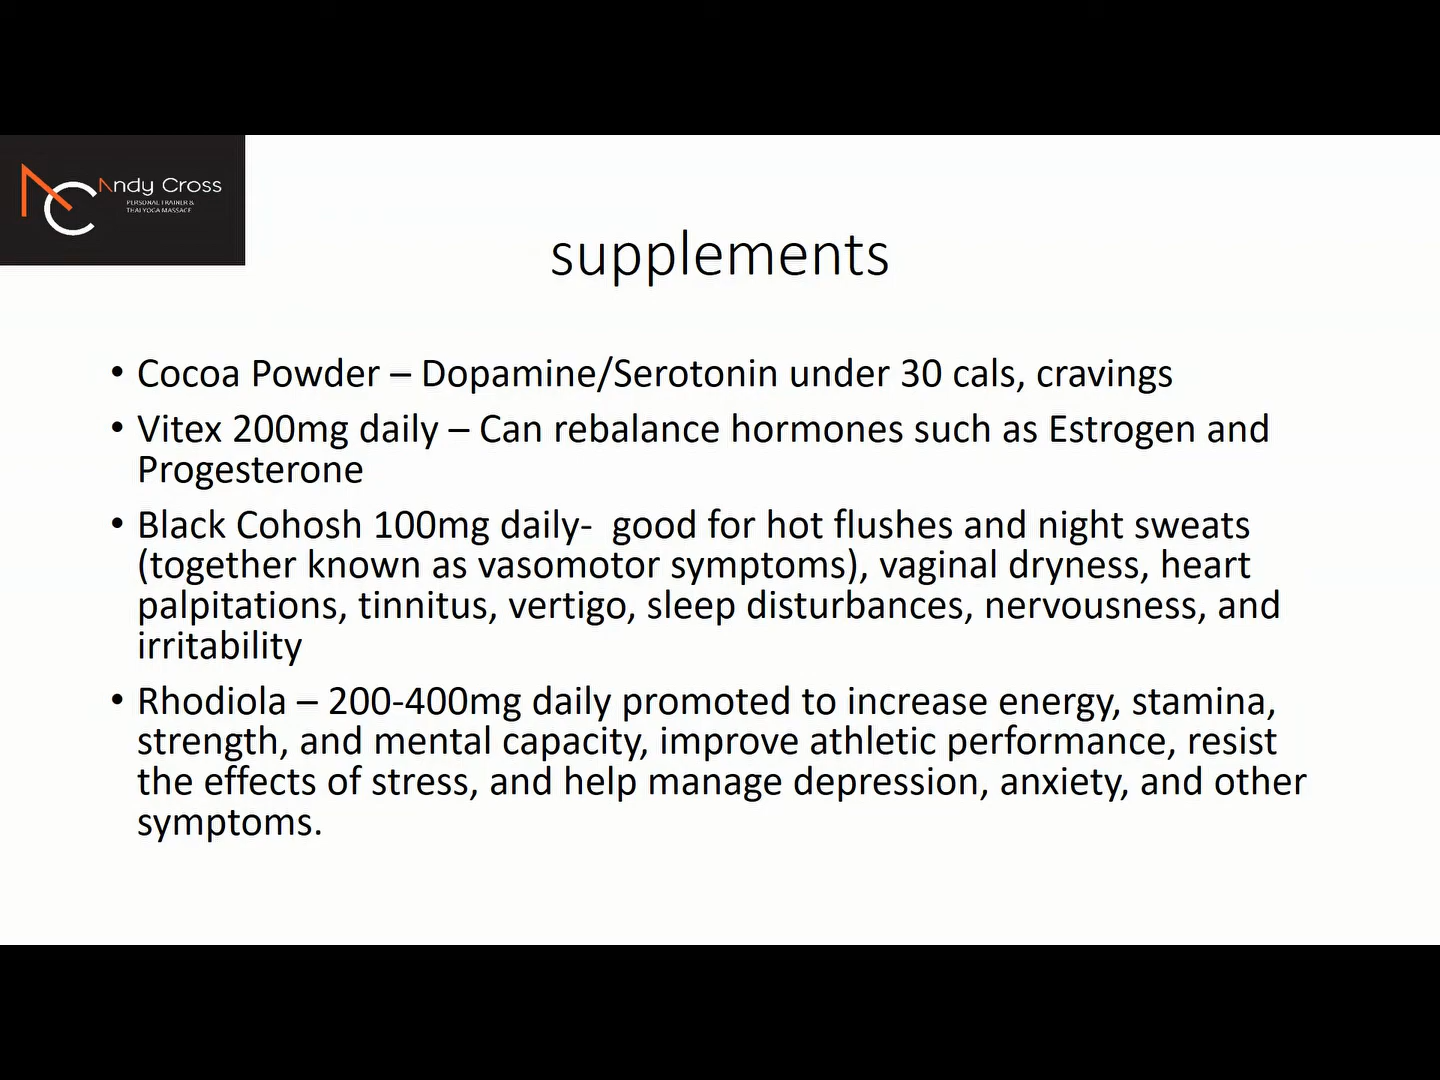 Andy Cross
PERSONAL TRAINER &
THAI YOGA MASSAGE
supplements
• Cocoa Powder – Dopamine/Serotonin under 30 cals, cravings
• Vitex 200mg daily – Can rebalance hormones such as Estrogen and
Progesterone
• Black Cohosh 100mg daily-  good for hot flushes and night sweats
(together known as vasomotor symptoms), vaginal dryness, heart
palpitations, tinnitus, vertigo, sleep disturbances, nervousness, and
irritability
• Rhodiola – 200-400mg daily promoted to increase energy, stamina,
strength, and mental capacity, improve athletic performance, resist
the effects of stress, and help manage depression, anxiety, and other
symptoms.